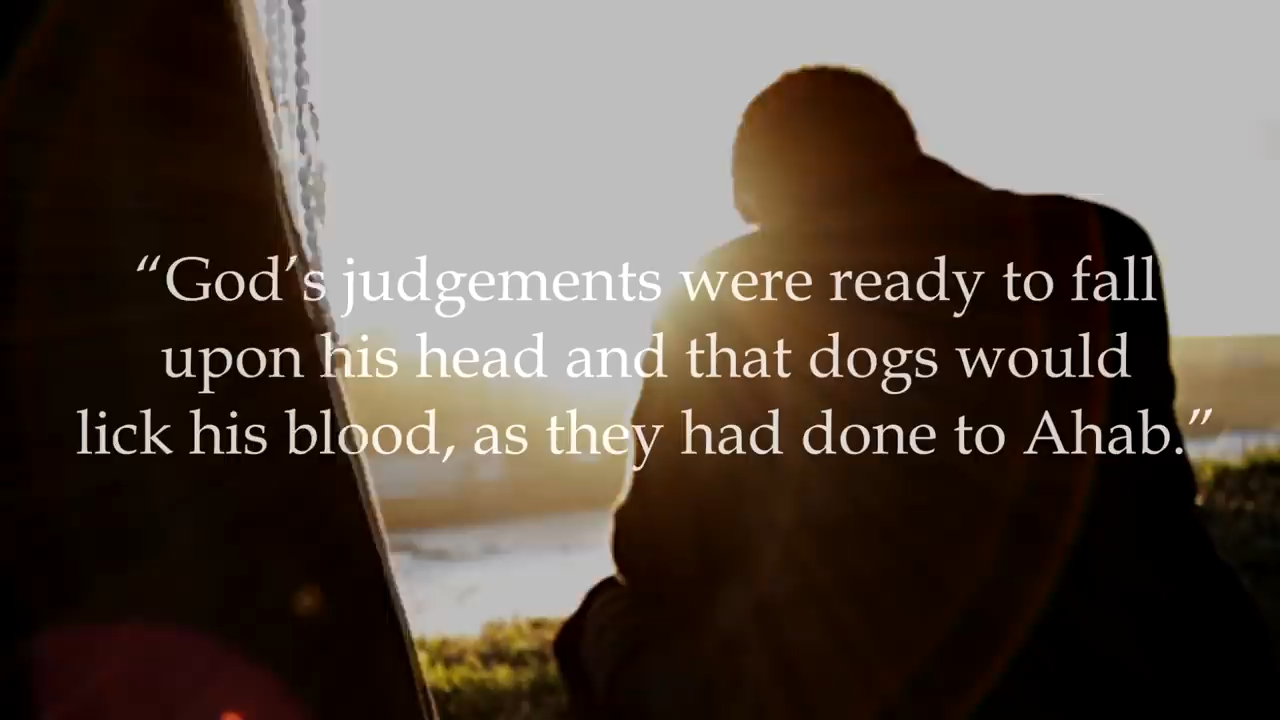 “God’s judgements were ready to fall
upon his head and that dogs would
lick his blood, as they had done to Ahab.”